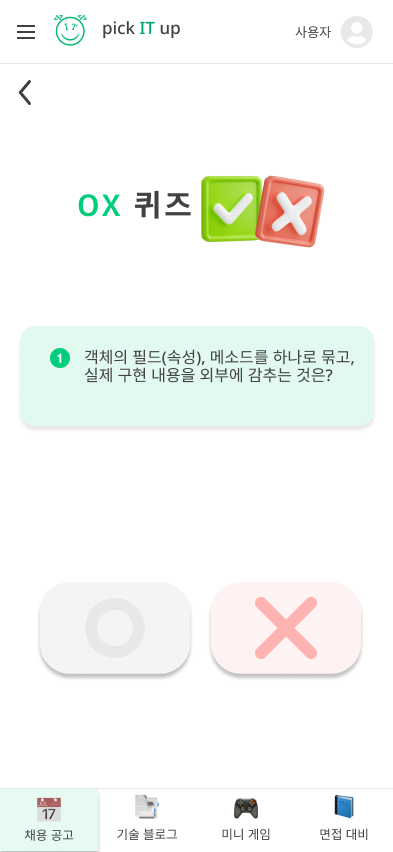 pick IT up
사용자
OX 퀴즈
1
객체의 필드(속성), 메소드를 하나로 묶고,
실제 구현 내용을 외부에 감추는 것은?
17
채용 공고
기술 블로그
미니 게임
면접 대비